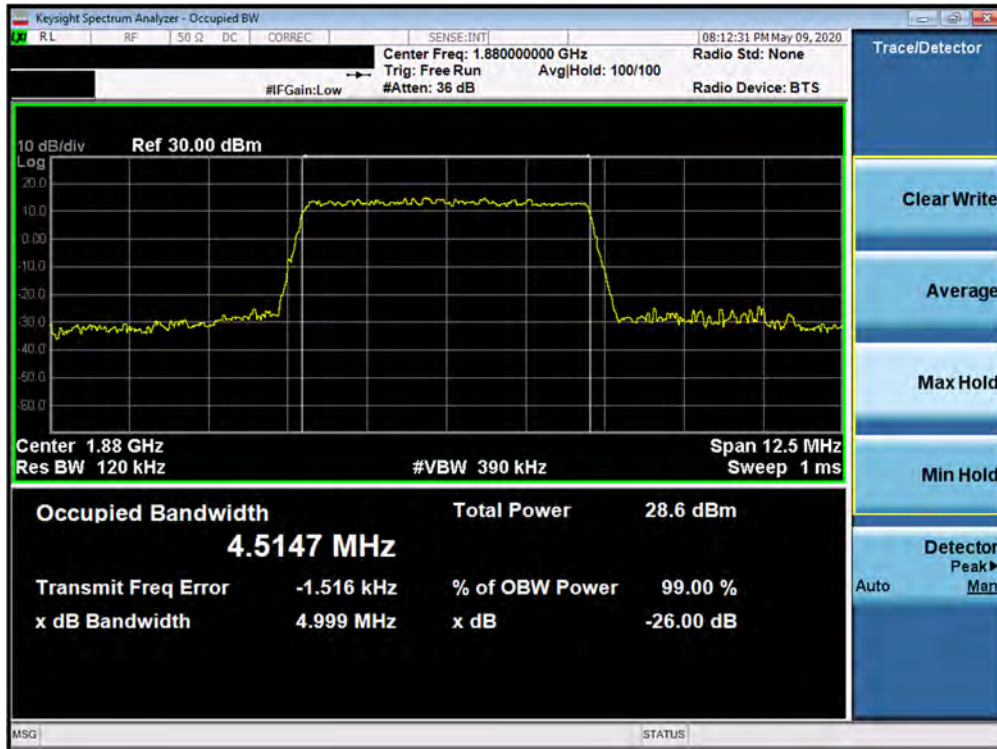 Keysight Spectrum Analyzer - Occupied BW
LXI RL RF 50 Ω DC CORREC SENSE:INT 08:12:31 PM May 09, 2020
Center Freq: 1.880000000 GHz Radio Std: None
Trig: Free Run Avg|Hold: 100/100
#IFGain:Low #Atten: 36 dB Radio Device: BTS
10 dB/div Ref 30.00 dBm
Log
20.0
10.0
0.00
-10.0
-20.0
-30.0
-40.0
-50.0
-60.0
Center 1.88 GHz Span 12.5 MHz
Res BW 120 kHz #VBW 390 kHz Sweep 1 ms
Occupied Bandwidth Total Power 28.6 dBm
4.5147 MHz
Transmit Freq Error -1.516 kHz % of OBW Power 99.00 %
x dB Bandwidth 4.999 MHz x dB -26.00 dB
MSG STATUS
Trace/Detector
Clear Write
Average
Max Hold
Min Hold
Detector
Peak▶
Auto Man